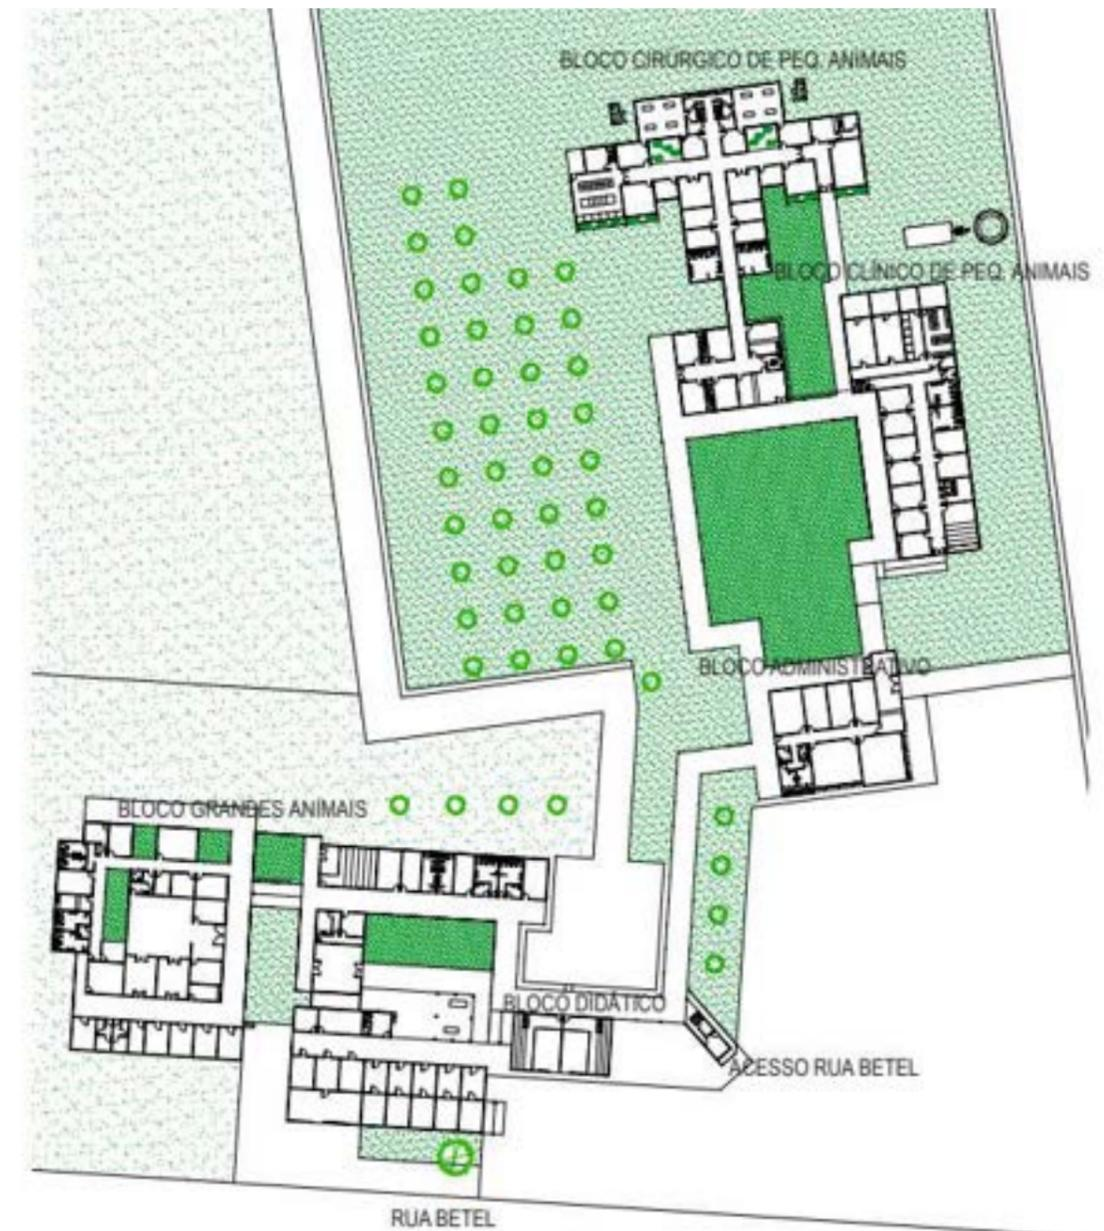 BLOCO CIRÚRGICO DE PEQ. ANIMAIS
BLOCO CLÍNICO DE PEQ. ANIMAIS
BLOCO ADMINISTRATIVO
BLOCO GRANDES ANIMAIS
BLOCO DIDÁTICO
ACESSO RUA BETEL
RUA BETEL